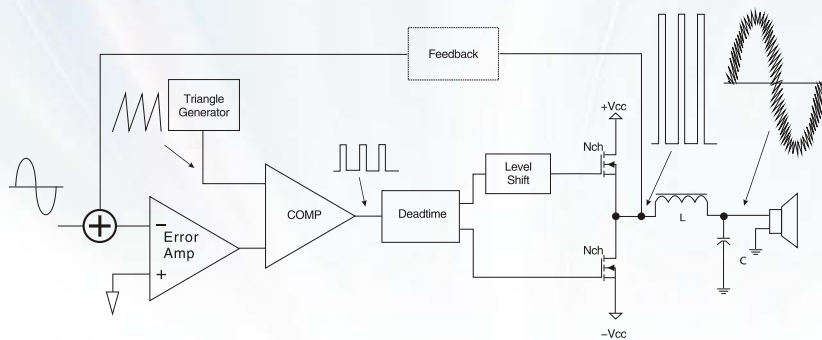 Feedback
Triangle
Generator
+Vcc
Nch
Level
Shift
COMP
Deadtime
L
−
Error
Amp
+
Nch
C
−Vcc